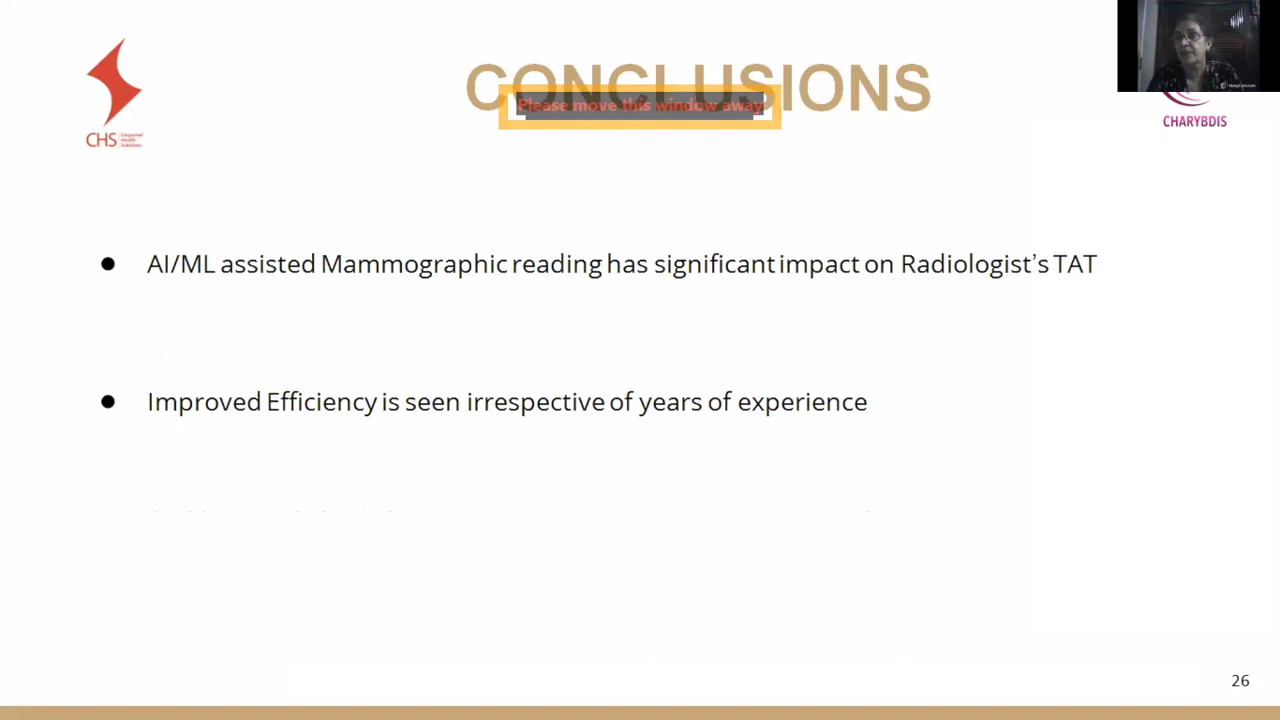 CONCLUSIONS
Please move this window away
CHS
CHARYBDIS
● AI/ML assisted Mammographic reading has significant impact on Radiologist’s TAT
● Improved Efficiency is seen irrespective of years of experience
26